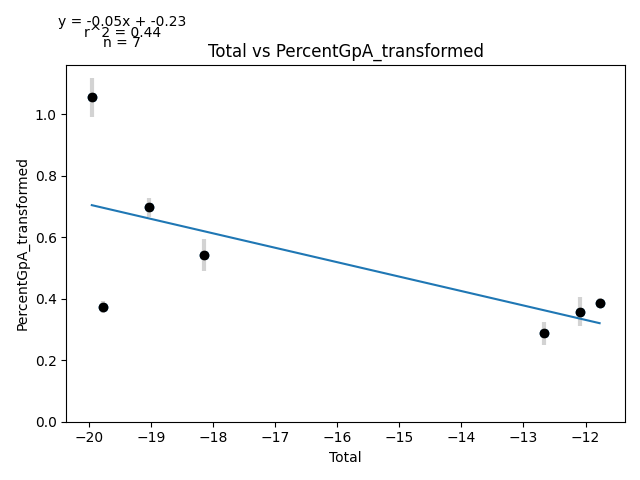 y = -0.05x + -0.23
r^2 = 0.44
n = 7
Total vs PercentGpA_transformed
PercentGpA_transformed
1.0
0.8
0.6
0.4
0.2
0.0
−20
−19
−18
−17
−16
−15
−14
−13
−12
Total